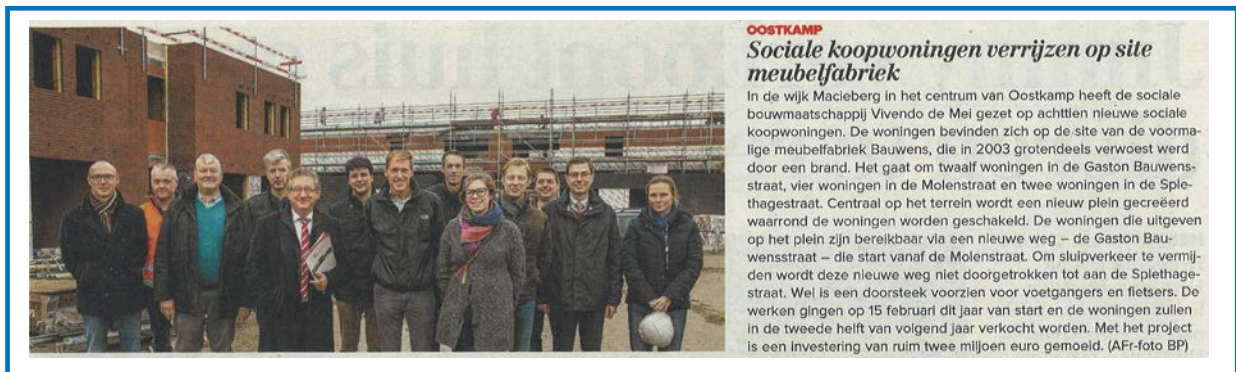 OOSTKAMP
Sociale koopwoningen verrijzen op site
meubelfabriek
In de wijk Macieberg in het centrum van Oostkamp heeft de sociale
bouwmaatschappij Vivendo de Mei gezet op achttien nieuwe sociale
koopwoningen. De woningen bevinden zich op de site van de voorma-
lige meubelfabriek Bauwens, die in 2003 grotendeels verwoest werd
door een brand. Het gaat om twaalf woningen in de Gaston Bauwens-
straat, vier woningen in de Molenstraat en twee woningen in de Sple-
thagestraat. Centraal op het terrein wordt een nieuw plein gecreëerd
waarrond de woningen worden geschakeld. De woningen die uitgeven
op het plein zijn bereikbaar via een nieuwe weg – de Gaston Bau-
wensstraat – die start vanaf de Molenstraat. Om sluipverkeer te vermij-
den wordt deze nieuwe weg niet doorgetrokken tot aan de Splethage-
straat. Wel is een doorsteek voorzien voor voetgangers en fietsers. De
werken gingen op 15 februari dit jaar van start en de woningen zullen
in de tweede helft van volgend jaar verkocht worden. Met het project
is een investering van ruim twee miljoen euro gemoeid. (AFr-foto BP)